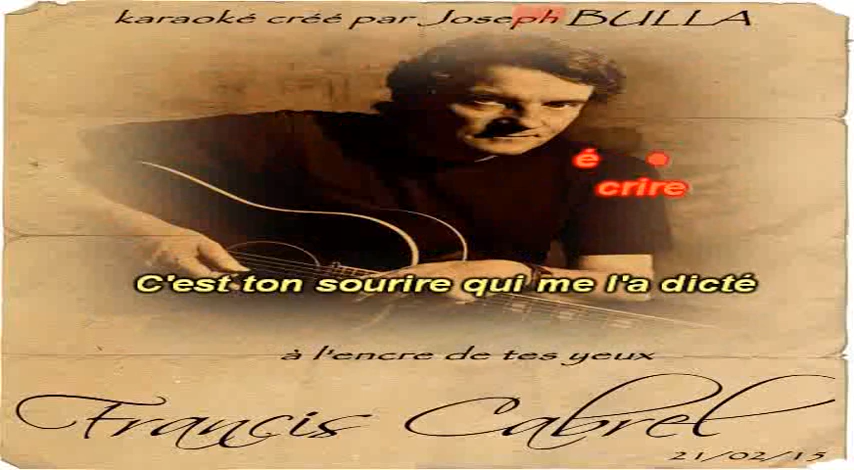 karaoké créé par Joseph BULLA
é
crire
C'est ton sourire qui me l'a dicté
à l'encre de tes yeux
Francis Cabrel
21/02/15